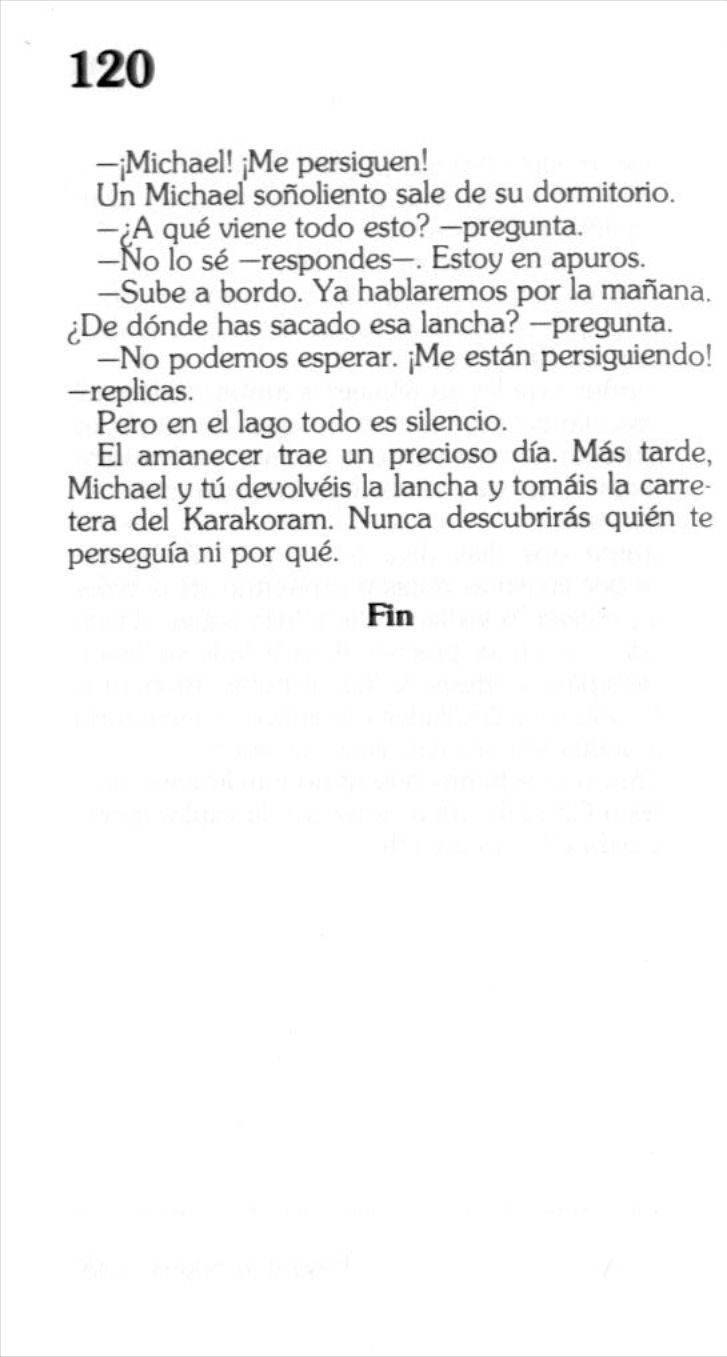 120
—¡Michael! ¡Me persiguen!
Un Michael soñoliento sale de su dormitorio.
—¿A qué viene todo esto? —pregunta.
—No lo sé —respondes—. Estoy en apuros.
—Sube a bordo. Ya hablaremos por la mañana.
¿De dónde has sacado esa lancha? —pregunta.
—No podemos esperar. ¡Me están persiguiendo!
—replicas.
Pero en el lago todo es silencio.
El amanecer trae un precioso día. Más tarde,
Michael y tú devolvéis la lancha y tomáis la carre-
tera del Karakoram. Nunca descubrirás quién te
perseguía ni por qué.
Fin